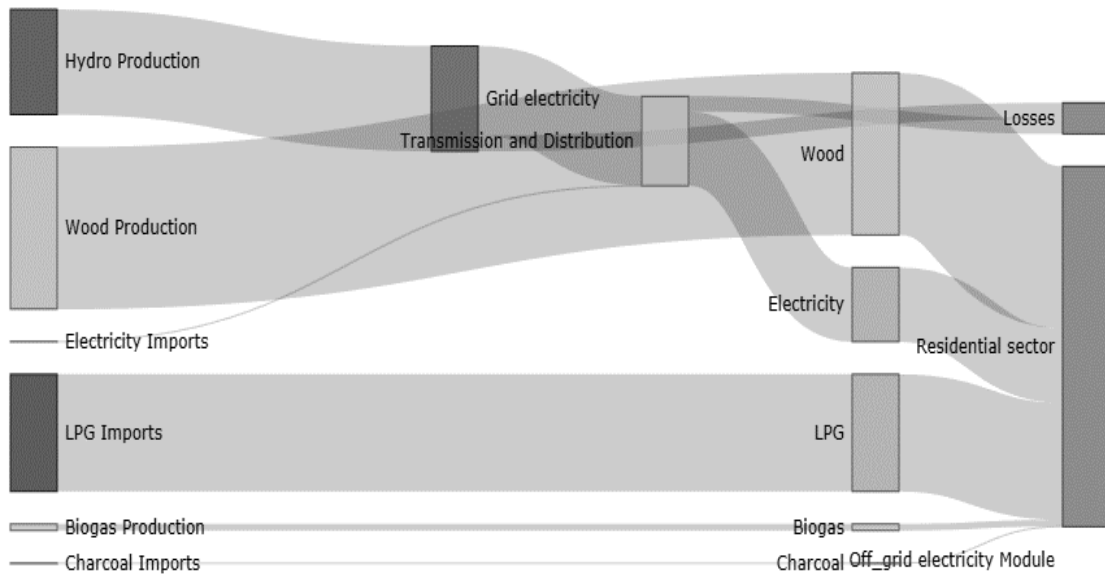 Hydro Production
Grid electricity
Losses
Transmission and Distribution
Wood
Wood Production
Electricity
Electricity Imports
Residential sector
LPG Imports
LPG
Biogas Production
Biogas
Charcoal Imports
Charcoal
Off_grid electricity Module